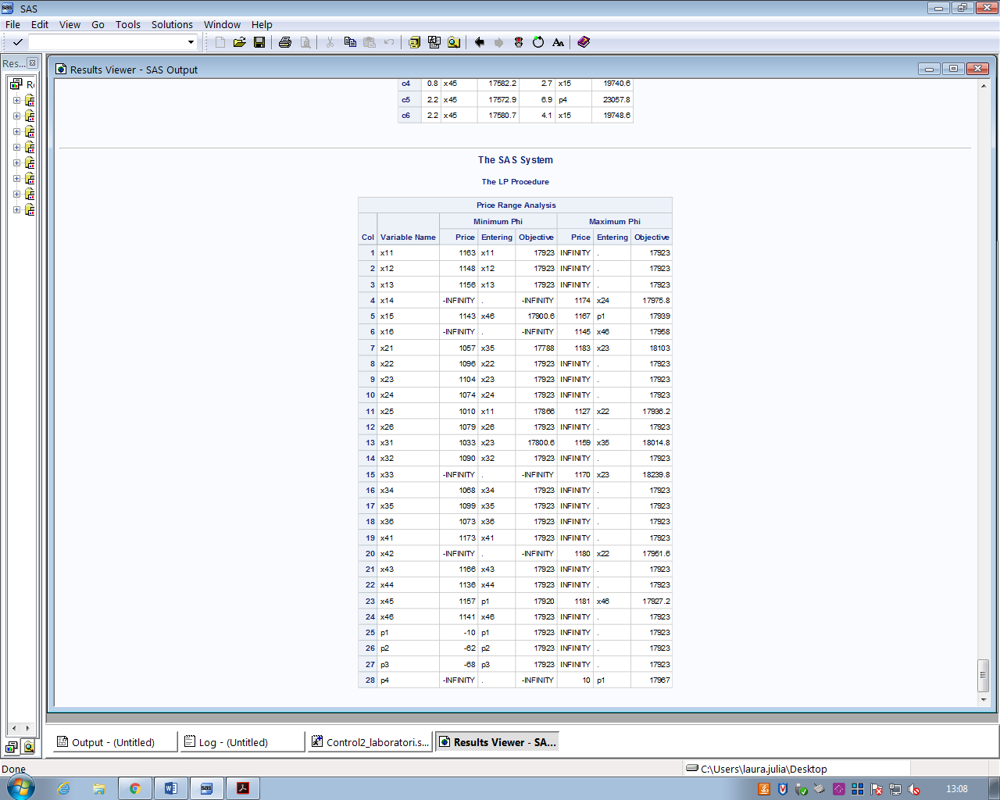 SAS
File Edit View Go Tools Solutions Window Help
Res...
Results Viewer - SAS Output
c4 0.8 x45 17582.2 2.7 x15 19740.6
c5 2.2 x45 17572.9 6.9 p4 23057.8
c6 2.2 x45 17580.7 4.1 x15 19748.6
The SAS System
The LP Procedure
Price Range Analysis
Minimum Phi Maximum Phi
Col Variable Name Price Entering Objective Price Entering Objective
1 x11 1163 x11 17923 INFINITY . 17923
2 x12 1148 x12 17923 INFINITY . 17923
3 x13 1156 x13 17923 INFINITY . 17923
4 x14 -INFINITY . -INFINITY 1174 x24 17975.8
5 x15 1143 x46 17900.6 1167 p1 17939
6 x16 -INFINITY . -INFINITY 1145 x46 17958
7 x21 1057 x35 17788 1183 x23 18103
8 x22 1096 x22 17923 INFINITY . 17923
9 x23 1104 x23 17923 INFINITY . 17923
10 x24 1074 x24 17923 INFINITY . 17923
11 x25 1010 x11 17866 1127 x22 17936.2
12 x26 1079 x26 17923 INFINITY . 17923
13 x31 1033 x23 17800.6 1159 x35 18014.8
14 x32 1090 x32 17923 INFINITY . 17923
15 x33 -INFINITY . -INFINITY 1170 x23 18239.8
16 x34 1068 x34 17923 INFINITY . 17923
17 x35 1099 x35 17923 INFINITY . 17923
18 x36 1073 x36 17923 INFINITY . 17923
19 x41 1173 x41 17923 INFINITY . 17923
20 x42 -INFINITY . -INFINITY 1180 x22 17951.6
21 x43 1166 x43 17923 INFINITY . 17923
22 x44 1136 x44 17923 INFINITY . 17923
23 x45 1157 p1 17920 1181 x46 17927.2
24 x46 1141 x46 17923 INFINITY . 17923
25 p1 -10 p1 17923 INFINITY . 17923
26 p2 -62 p2 17923 INFINITY . 17923
27 p3 -68 p3 17923 INFINITY . 17923
28 p4 -INFINITY . -INFINITY 10 p1 17967
Output - (Untitled) Log - (Untitled) Control2_laboratori.s... Results Viewer - SA...
Done C:\Users\laura.julia\Desktop
13:08